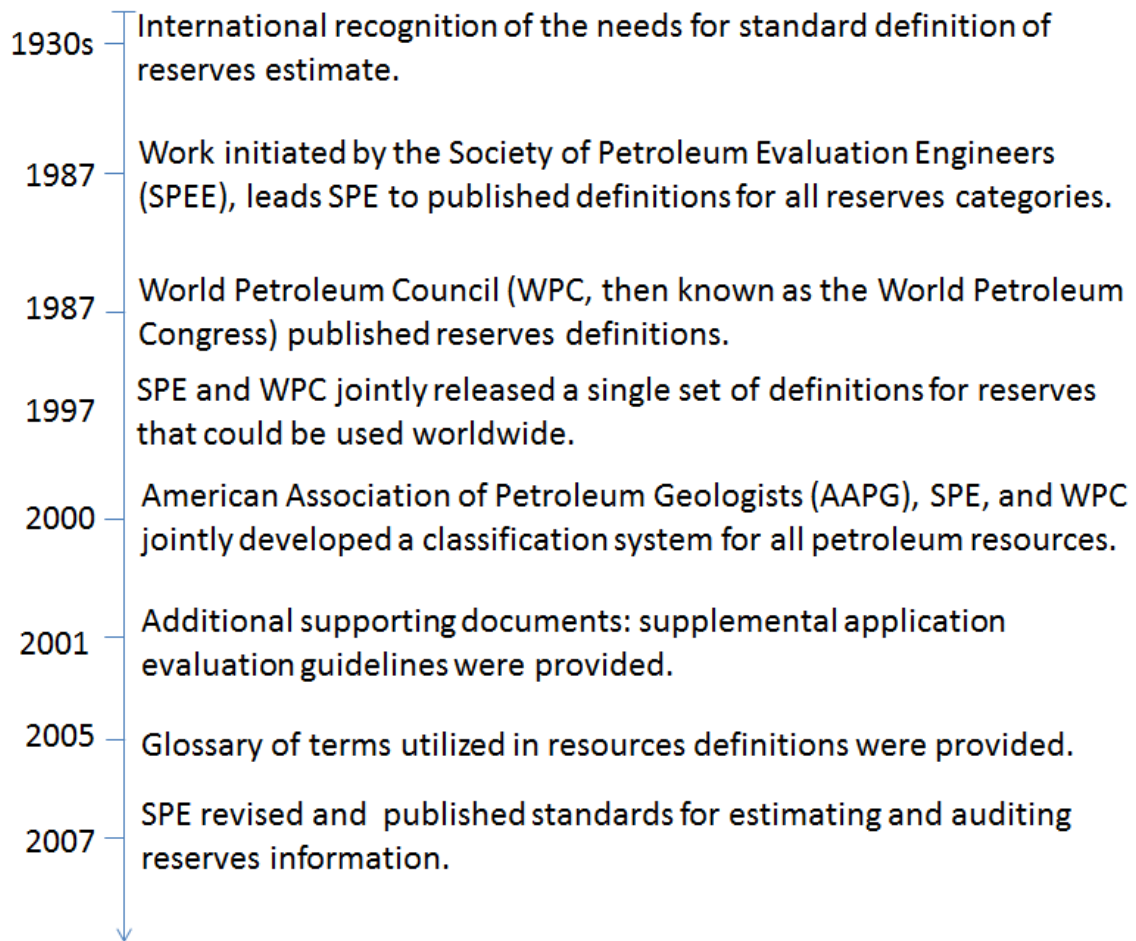 1930s
International recognition of the needs for standard definition of
reserves estimate.
1987
Work initiated by the Society of Petroleum Evaluation Engineers
(SPEE), leads SPE to published definitions for all reserves categories.
1987
World Petroleum Council (WPC, then known as the World Petroleum
Congress) published reserves definitions.
1997
SPE and WPC jointly released a single set of definitions for reserves
that could be used worldwide.
2000
American Association of Petroleum Geologists (AAPG), SPE, and WPC
jointly developed a classification system for all petroleum resources.
2001
Additional supporting documents: supplemental application
evaluation guidelines were provided.
2005
Glossary of terms utilized in resources definitions were provided.
2007
SPE revised and published standards for estimating and auditing
reserves information.